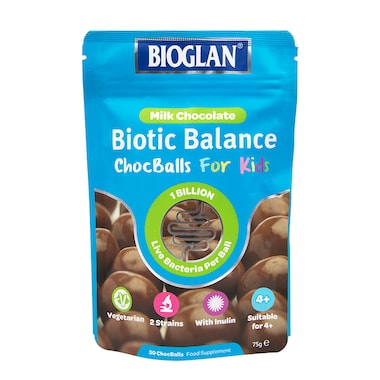 BIOGLAN
Milk Chocolate
Biotic Balance
ChocBalls For Kids
1 BILLION
Live Bacteria Per Ball
4+
Vegetarian
2 Strains
With Inulin
Suitable
for 4+
75g e
30 ChocBalls Food Supplement